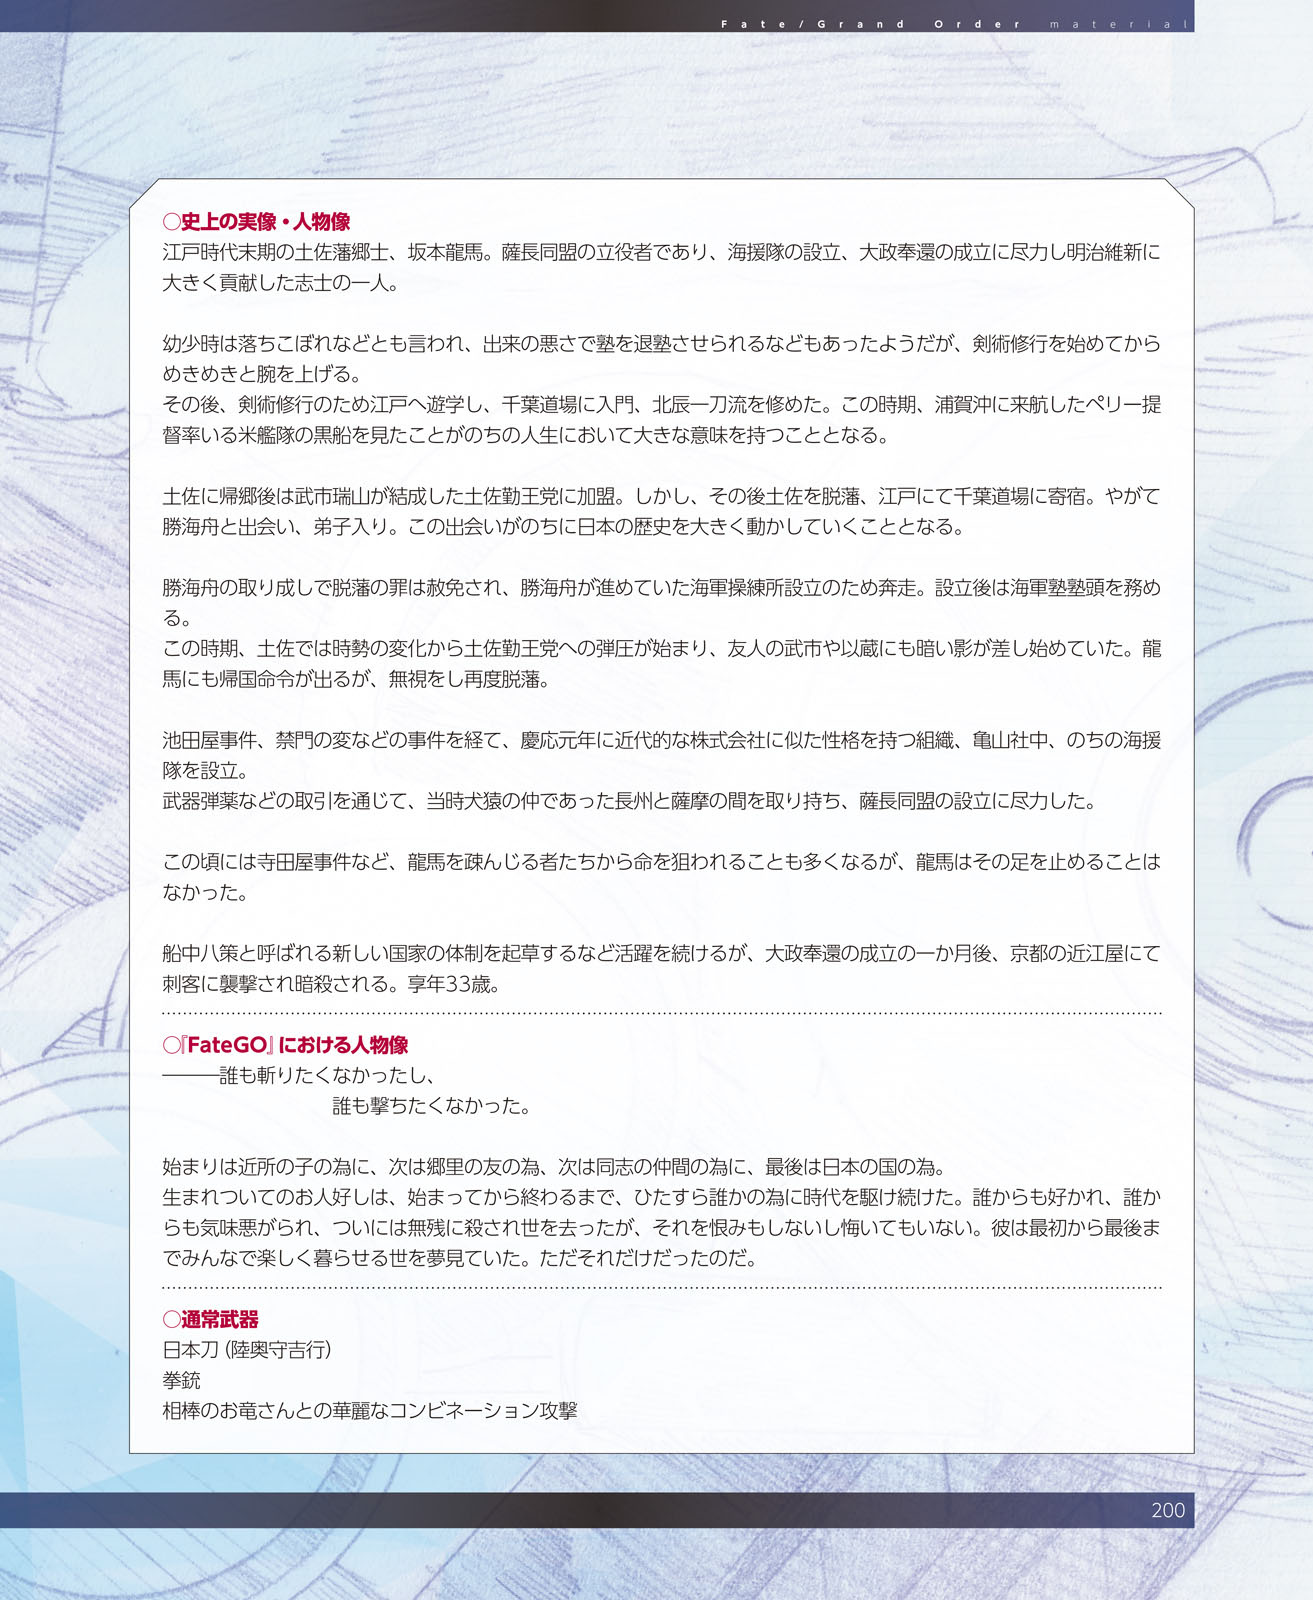 Fate/Grand Order material
○史上の実像・人物像
江戸時代末期の土佐藩郷士、坂本龍馬。薩長同盟の立役者であり、海援隊の設立、大政奉還の成立に尽力し明治維新に
大きく貢献した志士の一人。
幼少時は落ちこぼれなどとも言われ、出来の悪さで塾を退塾させられるなどもあったようだが、剣術修行を始めてから
めきめきと腕を上げる。
その後、剣術修行のため江戸へ遊学し、千葉道場に入門、北辰一刀流を修めた。この時期、浦賀沖に来航したペリー提
督率いる米艦隊の黒船を見たことがのちの人生において大きな意味を持つこととなる。
土佐に帰郷後は武市瑞山が結成した土佐勤王党に加盟。しかし、その後土佐を脱藩、江戸にて千葉道場に寄宿。やがて
勝海舟と出会い、弟子入り。この出会いがのちに日本の歴史を大きく動かしていくこととなる。
勝海舟の取り成しで脱藩の罪は赦免され、勝海舟が進めていた海軍操練所設立のため奔走。設立後は海軍塾塾頭を務め
る。
この時期、土佐では時勢の変化から土佐勤王党への弾圧が始まり、友人の武市や以蔵にも暗い影が差し始めていた。龍
馬にも帰国命令が出るが、無視をし再度脱藩。
池田屋事件、禁門の変などの事件を経て、慶応元年に近代的な株式会社に似た性格を持つ組織、亀山社中、のちの海援
隊を設立。
武器弾薬などの取引を通じて、当時犬猿の仲であった長州と薩摩の間を取り持ち、薩長同盟の設立に尽力した。
この頃には寺田屋事件など、龍馬を疎んじる者たちから命を狙われることも多くなるが、龍馬はその足を止めることは
なかった。
船中八策と呼ばれる新しい国家の体制を起草するなど活躍を続けるが、大政奉還の成立の一か月後、京都の近江屋にて
刺客に襲撃され暗殺される。享年33歳。
○『FateGO』における人物像
―――誰も斬りたくなかったし、
誰も撃ちたくなかった。
始まりは近所の子の為に、次は郷里の友の為、次は同志の仲間の為に、最後は日本の国の為。
生まれついてのお人好しは、始まってから終わるまで、ひたすら誰かの為に時代を駆け続けた。誰からも好かれ、誰か
らも気味悪がられ、ついには無残に殺され世を去ったが、それを恨みもしないし悔いてもいない。彼は最初から最後ま
でみんなで楽しく暮らせる世を夢見ていた。ただそれだけだったのだ。
○通常武器
日本刀（陸奥守吉行）
拳銃
相棒のお竜さんとの華麗なコンビネーション攻撃
200